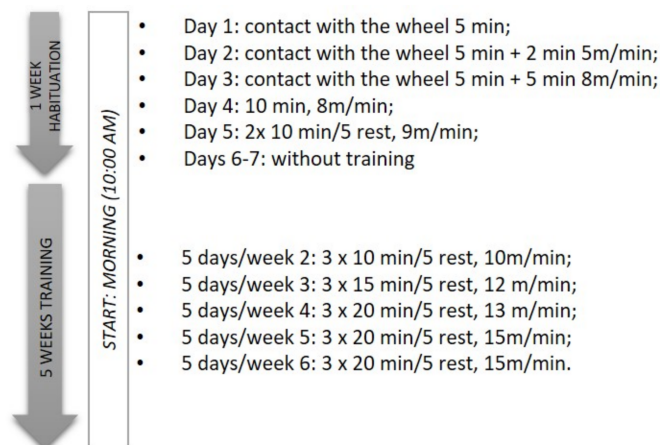 1 WEEK
HABITUATION
START: MORNING (10:00 AM)
• Day 1: contact with the wheel 5 min;
• Day 2: contact with the wheel 5 min + 2 min 5m/min;
• Day 3: contact with the wheel 5 min + 5 min 8m/min;
• Day 4: 10 min, 8m/min;
• Day 5: 2x 10 min/5 rest, 9m/min;
• Days 6-7: without training
5 WEEKS TRAINING
• 5 days/week 2: 3 x 10 min/5 rest, 10m/min;
• 5 days/week 3: 3 x 15 min/5 rest, 12 m/min;
• 5 days/week 4: 3 x 20 min/5 rest, 13 m/min;
• 5 days/week 5: 3 x 20 min/5 rest, 15m/min;
• 5 days/week 6: 3 x 20 min/5 rest, 15m/min.